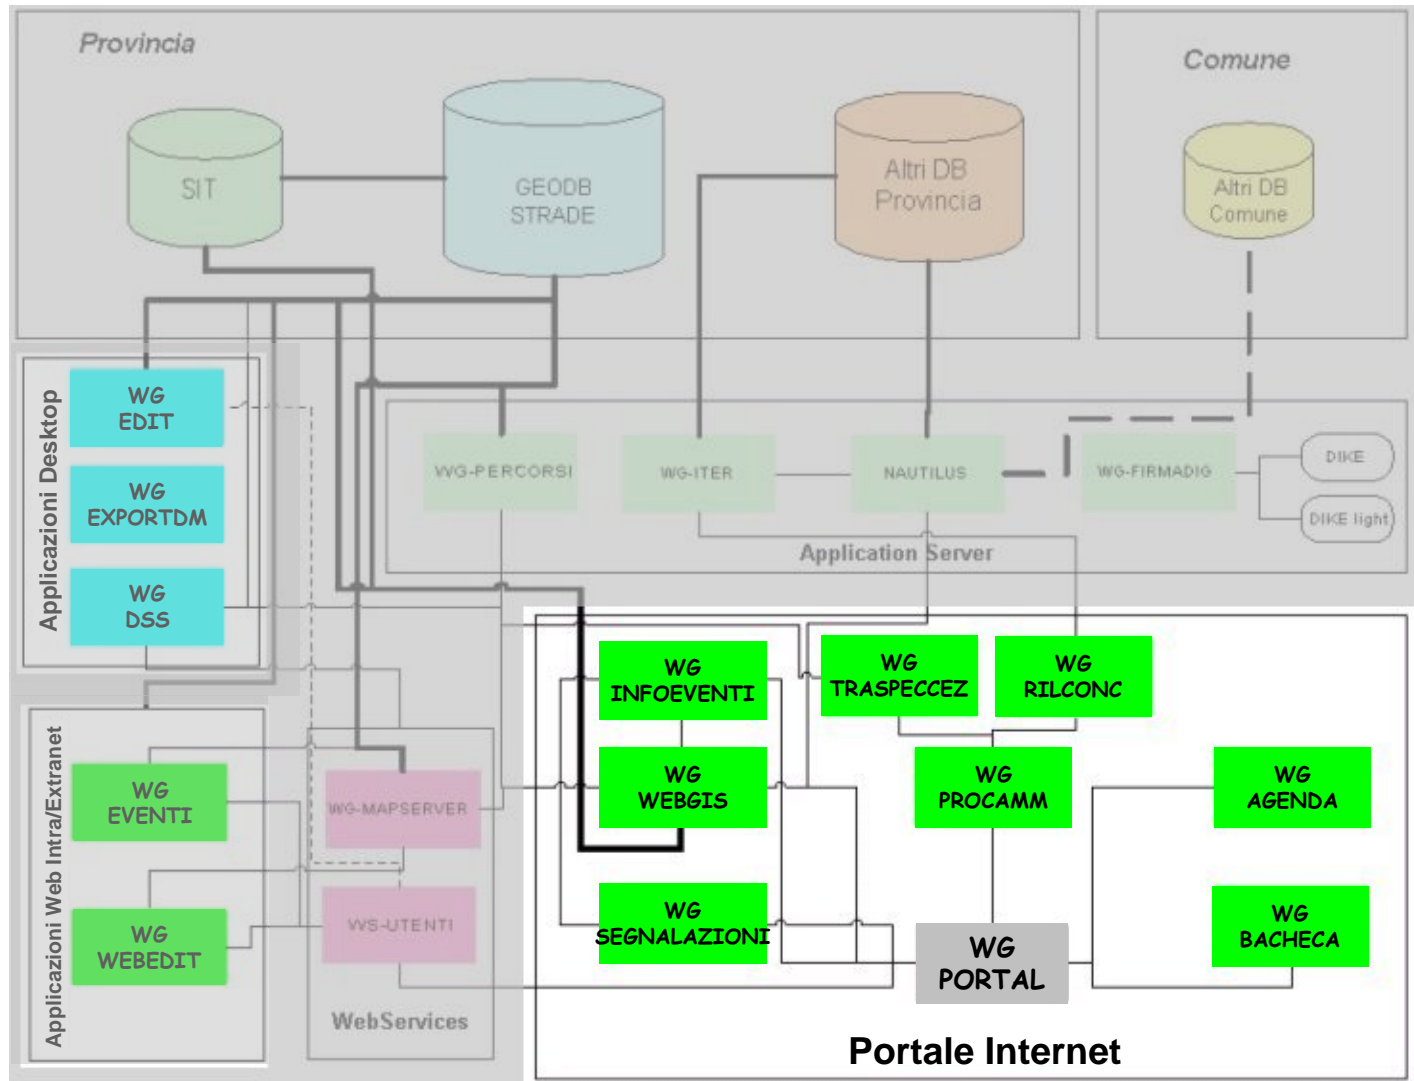 Provincia
Comune
SIT
GEODB
STRADE
Altri DB
Provincia
Altri DB
Comune
Applicazioni Desktop
WG
EDIT
WG
EXPORTDM
WG
DSS
WG-PERCORSI
WG-ITER
NAUTILUS
WG-FIRMADIG
DIKE
DIKE light
Application Server
Applicazioni Web Intra/Extranet
WG
EVENTI
WG
WEBEDIT
WG-MAPSERVER
WS-UTENTI
WebServices
WG
INFOEVENTI
WG
TRASPECCEZ
WG
RILCONC
WG
WEBGIS
WG
PROCAMM
WG
AGENDA
WG
SEGNALAZIONI
WG
PORTAL
WG
BACHECA
Portale Internet